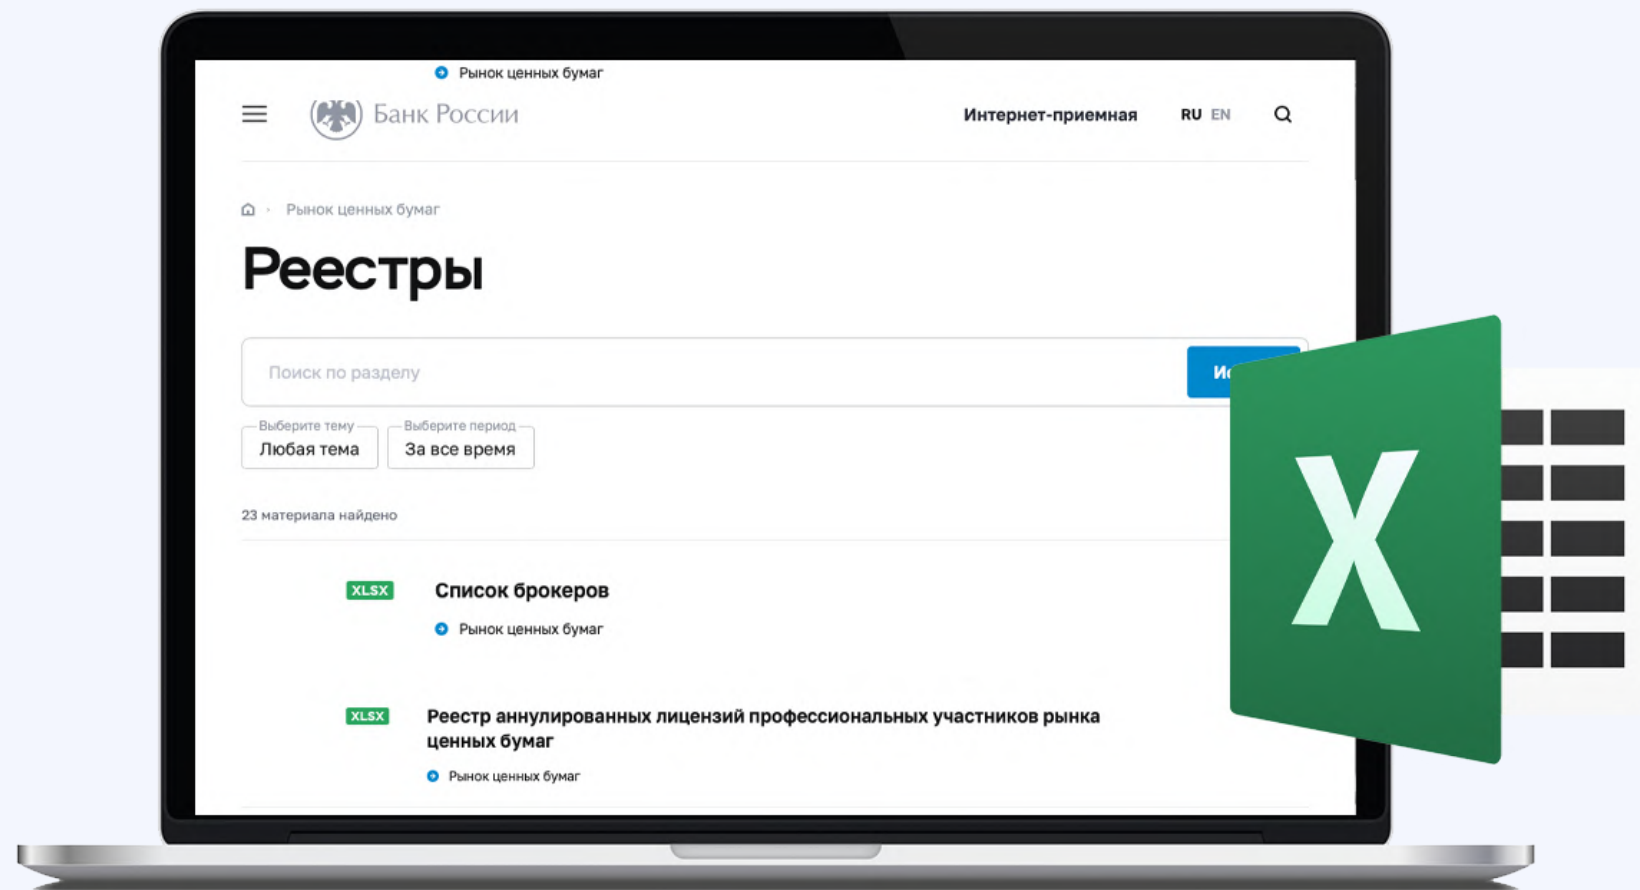 Рынок ценных бумаг
Банк России
Интернет-приемная RU EN
Рынок ценных бумаг
Реестры
Поиск по разделу
Выберите тему Выберите период
Любая тема За все время
23 материала найдено
XLSX Список брокеров
Рынок ценных бумаг
XLSX Реестр аннулированных лицензий профессиональных участников рынка
ценных бумаг
Рынок ценных бумаг
X